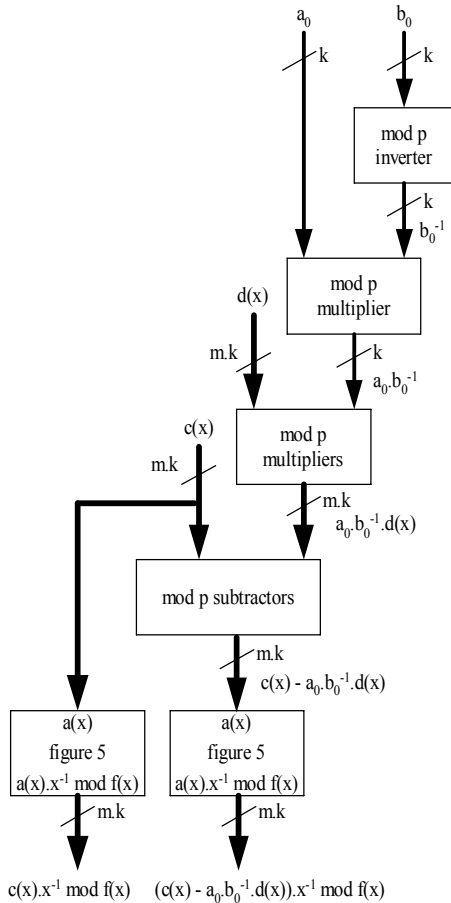 a₀ b₀
k k
mod p
inverter
k
b₀⁻¹
mod p
multiplier
d(x)
m.k k
a₀.b₀⁻¹
c(x)
mod p
multipliers
m.k m.k
a₀.b₀⁻¹.d(x)
mod p subtractors
m.k
c(x) - a₀.b₀⁻¹.d(x)
a(x) a(x)
figure 5 figure 5
a(x).x⁻¹ mod f(x) a(x).x⁻¹ mod f(x)
m.k m.k
c(x).x⁻¹ mod f(x) (c(x) - a₀.b₀⁻¹.d(x)).x⁻¹ mod f(x)